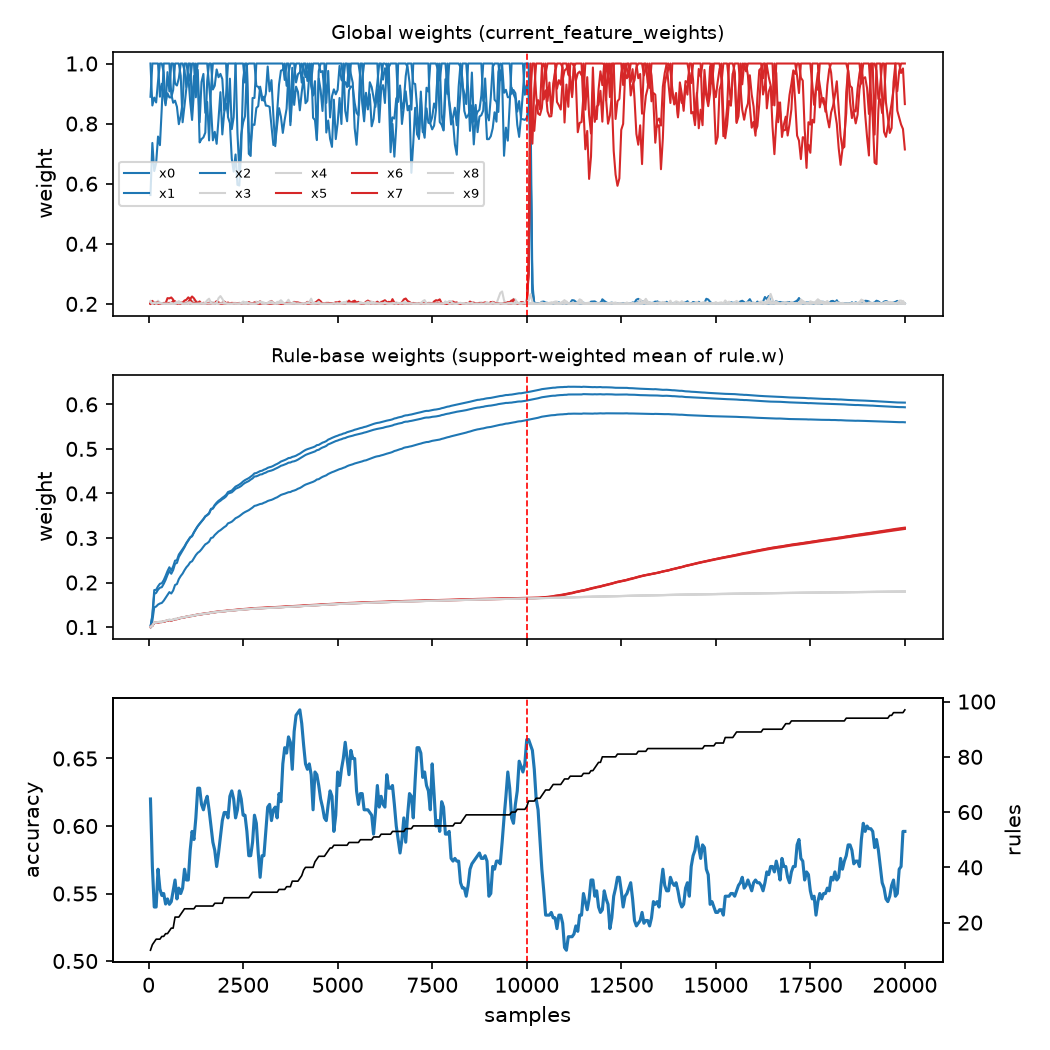 Global weights (current_feature_weights)
1.0
0.8
0.6
0.4
0.2
weight
x0 x2 x4 x6 x8
x1 x3 x5 x7 x9
Rule-base weights (support-weighted mean of rule.w)
0.6
0.5
0.4
0.3
0.2
0.1
weight
0.65
0.60
0.55
0.50
accuracy
100
80
60
40
20
rules
0 2500 5000 7500 10000 12500 15000 17500 20000
samples